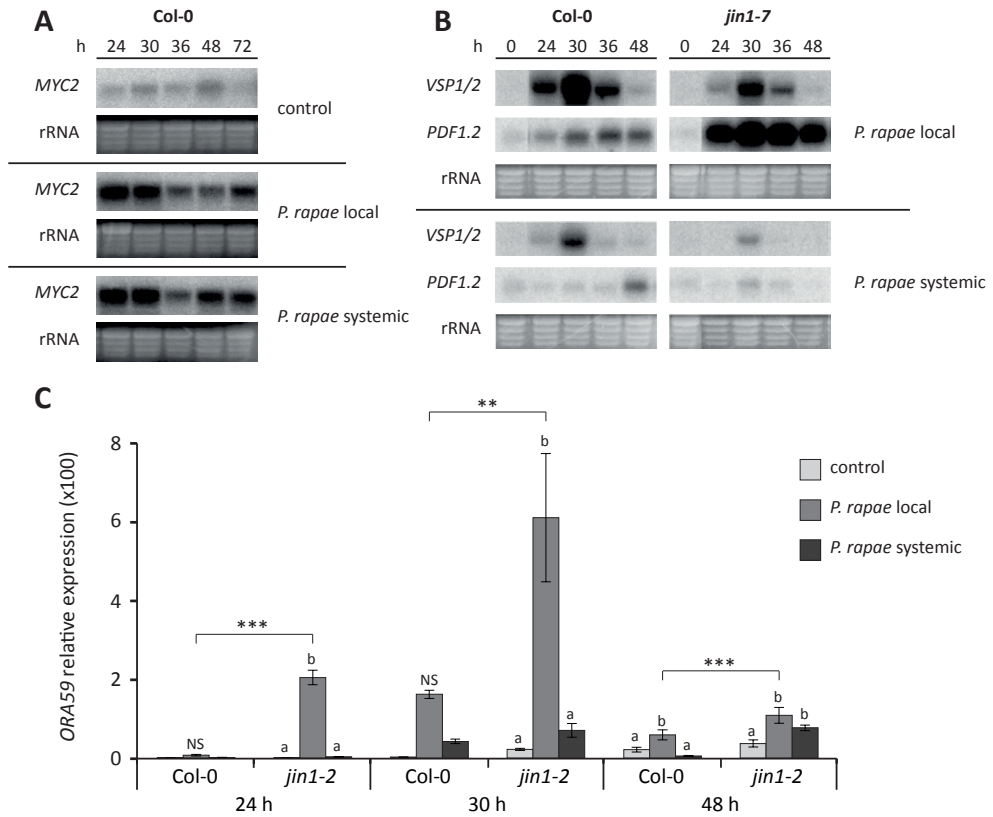 A
Col-0
h 24 30 36 48 72
MYC2
control
rRNA
MYC2
P. rapae local
rRNA
MYC2
P. rapae systemic
rRNA
B
Col-0 jin1-7
h 0 24 30 36 48 0 24 30 36 48
VSP1/2
PDF1.2
P. rapae local
rRNA
VSP1/2
PDF1.2
P. rapae systemic
rRNA
C
ORA59 relative expression (x100)
8
6
4
2
0
***
NS
a b a
**
NS
a b a
***
a b a
a b b
control
P. rapae local
P. rapae systemic
Col-0 jin1-2 Col-0 jin1-2 Col-0 jin1-2
24 h 30 h 48 h